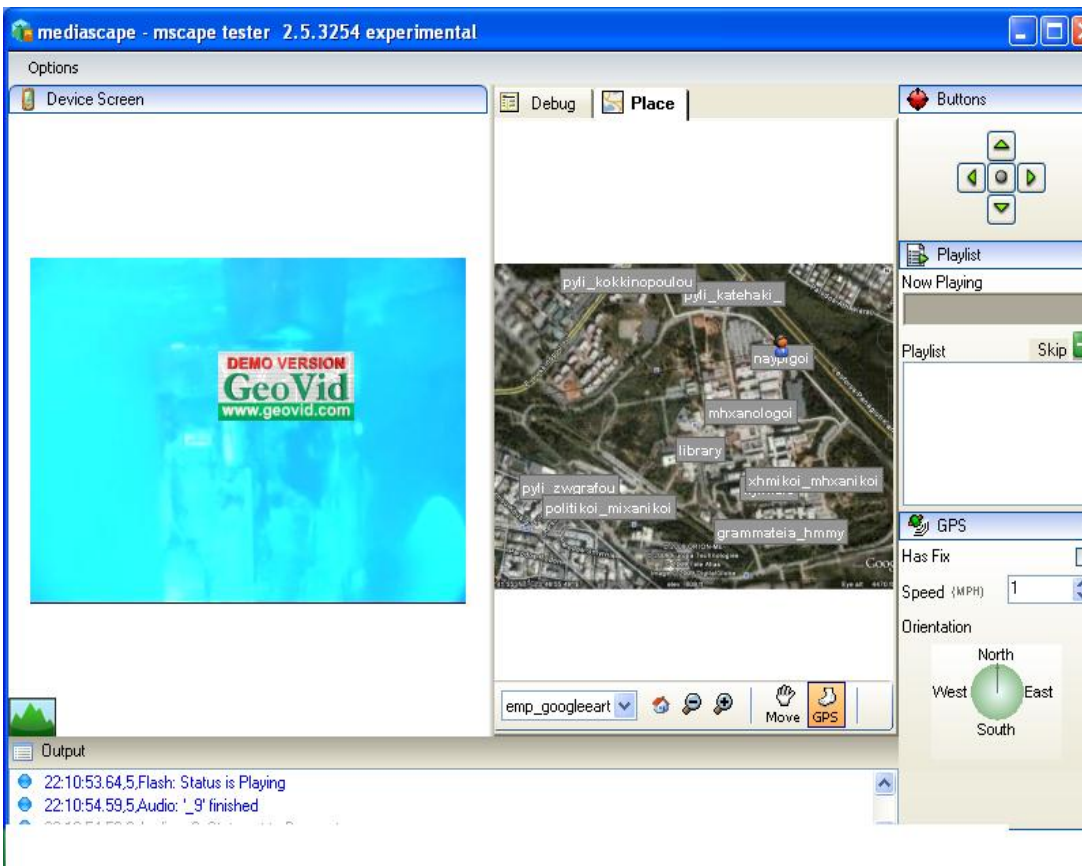 mediascape - mscape tester 2.5.3254 experimental
Options
Device Screen
Debug
Place
Buttons
DEMO VERSION
GeoVid
www.geovid.com
pyli_kokkinopoulou
pyli_katehaki_
naypigoi
mhxanologoi
library
xhmikoi_mhxanikoi
pyli_zwgrafou
politikoi_mixanikoi
grammateia_hmmy
Playlist
Now Playing
Playlist
Skip
GPS
Has Fix
Speed (MPH)
1
Orientation
North
West
East
South
emp_googleeart
Move
GPS
Output
22:10:53.64,5,Flash: Status is Playing
22:10:54.59,5,Audio: '_9' finished